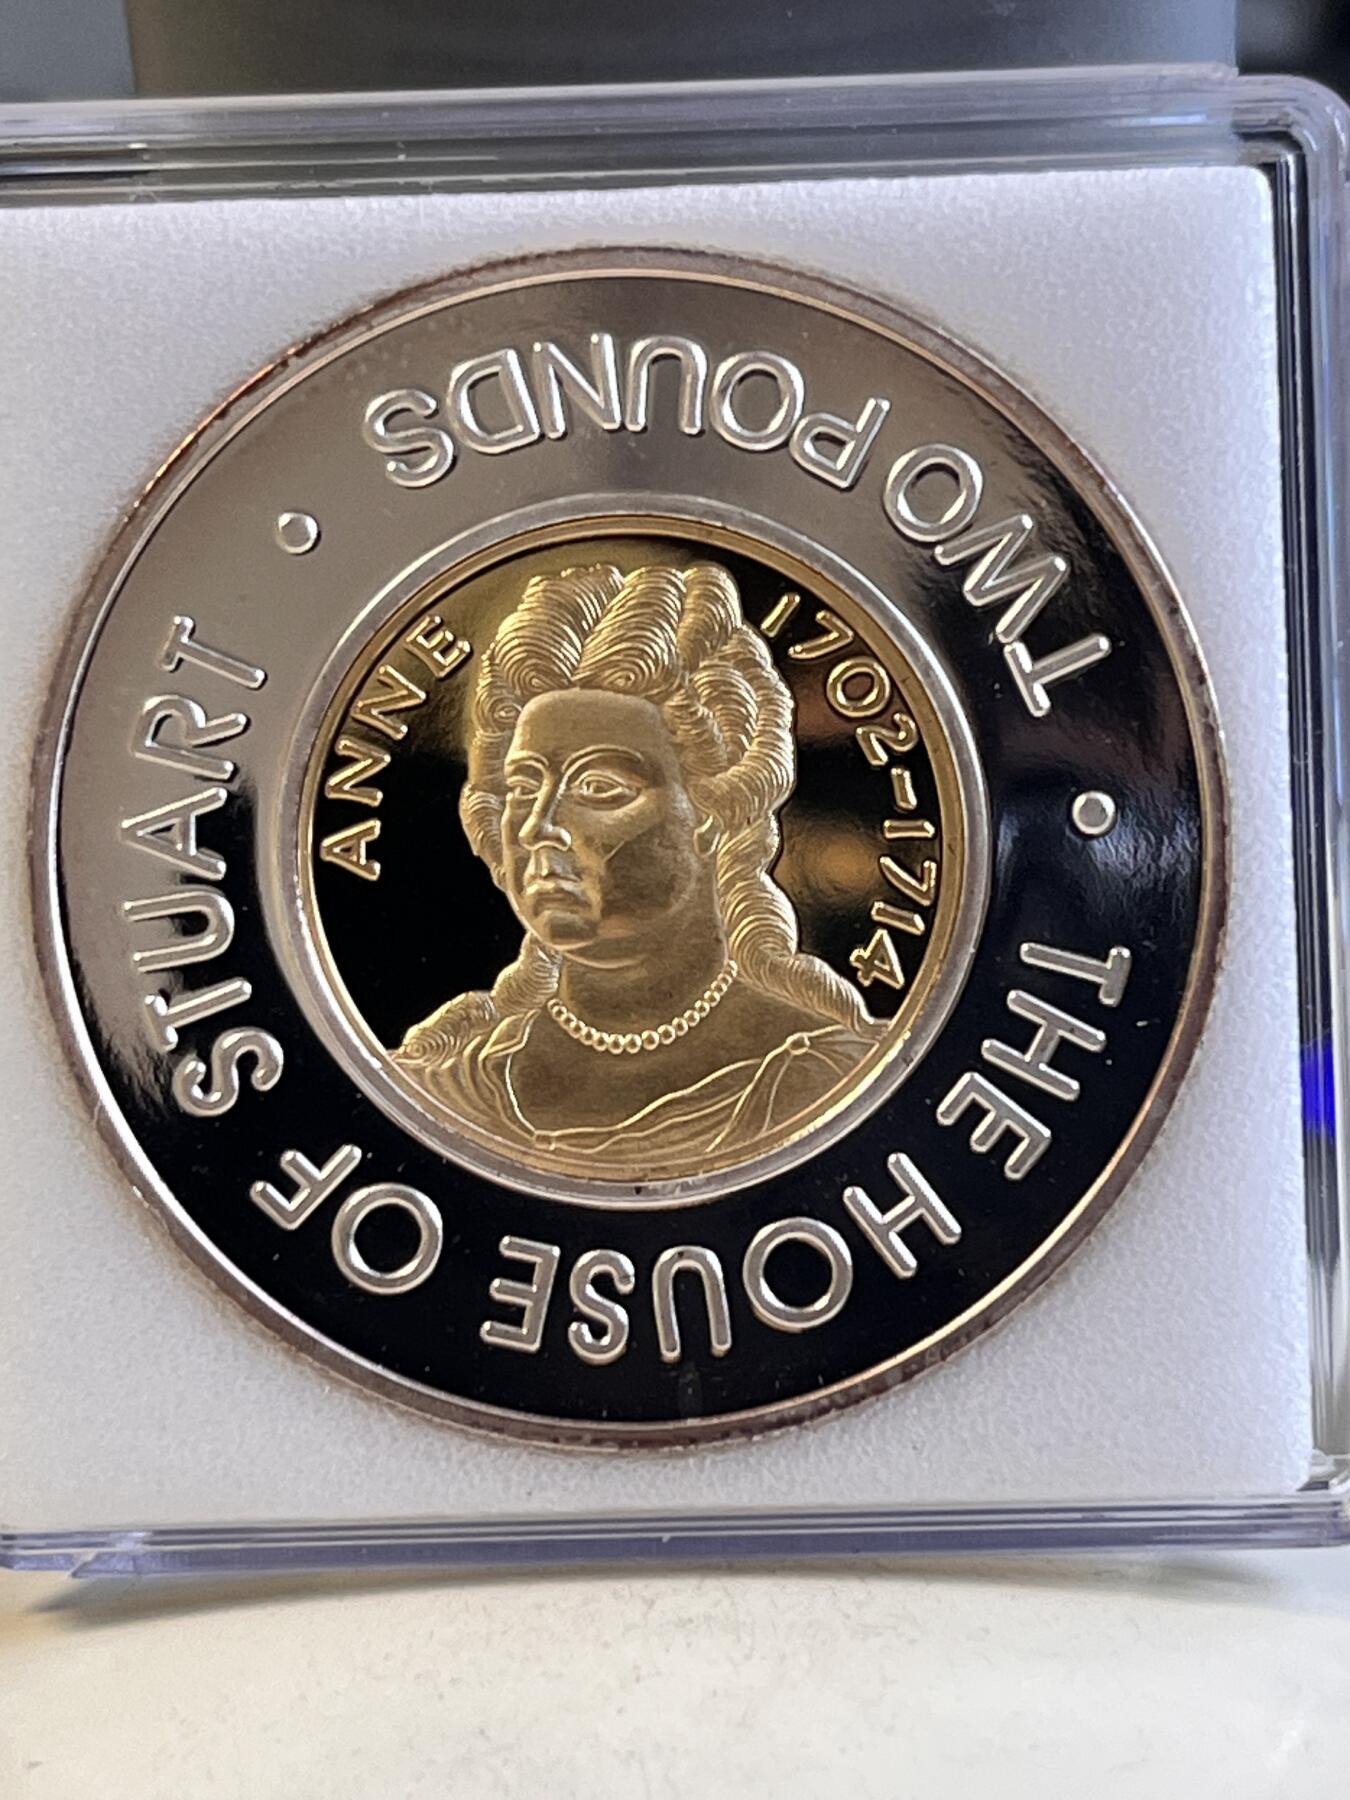 ANNE 1702-1714
THE HOUSE OF STUART
TWO POUNDS